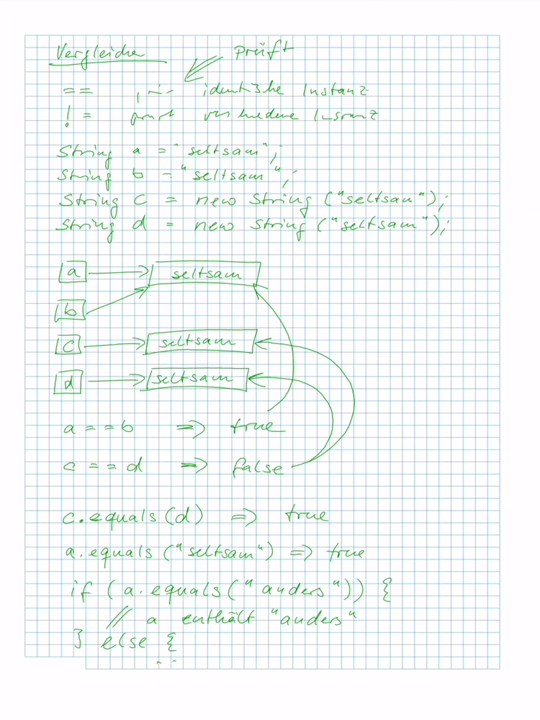 Vergleiche prüft
== identische Instanz
!= prüft verschiedene Instanz
String a = "seltsam";
String b = "seltsam";
String c = new String ("seltsam");
String d = new String ("seltsam");
a seltsam
b
c seltsam
d seltsam
a == b => true
c == d => false
c.equals(d) => true
a.equals("seltsam") => true
if (a.equals("anders")) {
// a enthält "anders"
} else {